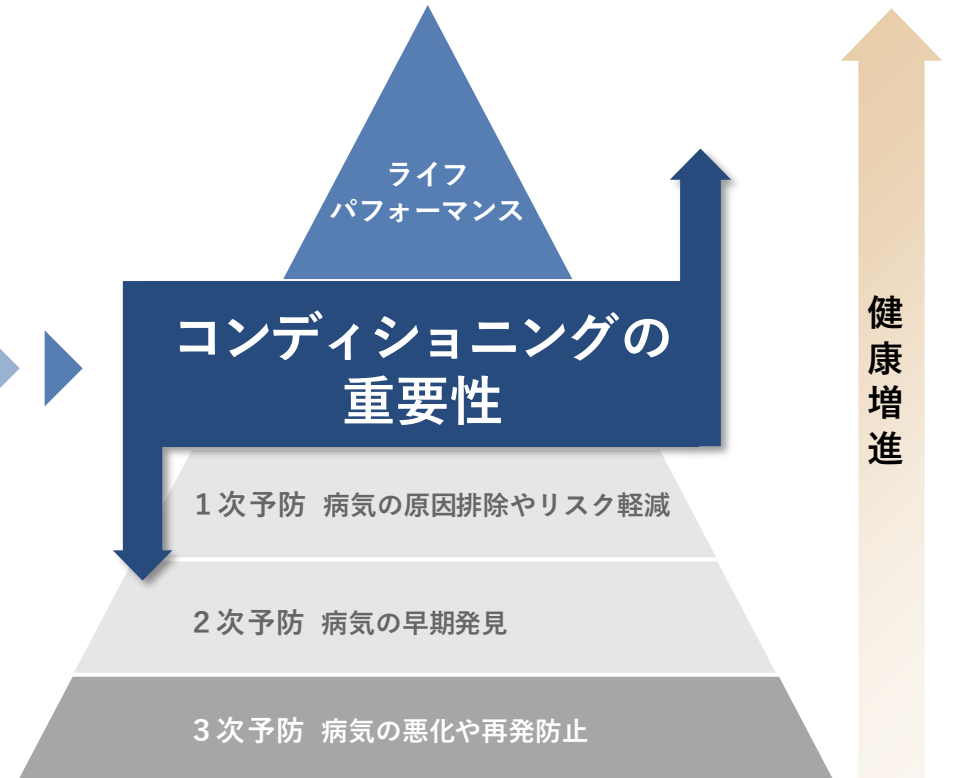 ライフ
パフォーマンス
コンディショニングの
重要性
１次予防 病気の原因排除やリスク軽減
２次予防 病気の早期発見
３次予防 病気の悪化や再発防止
健康増進